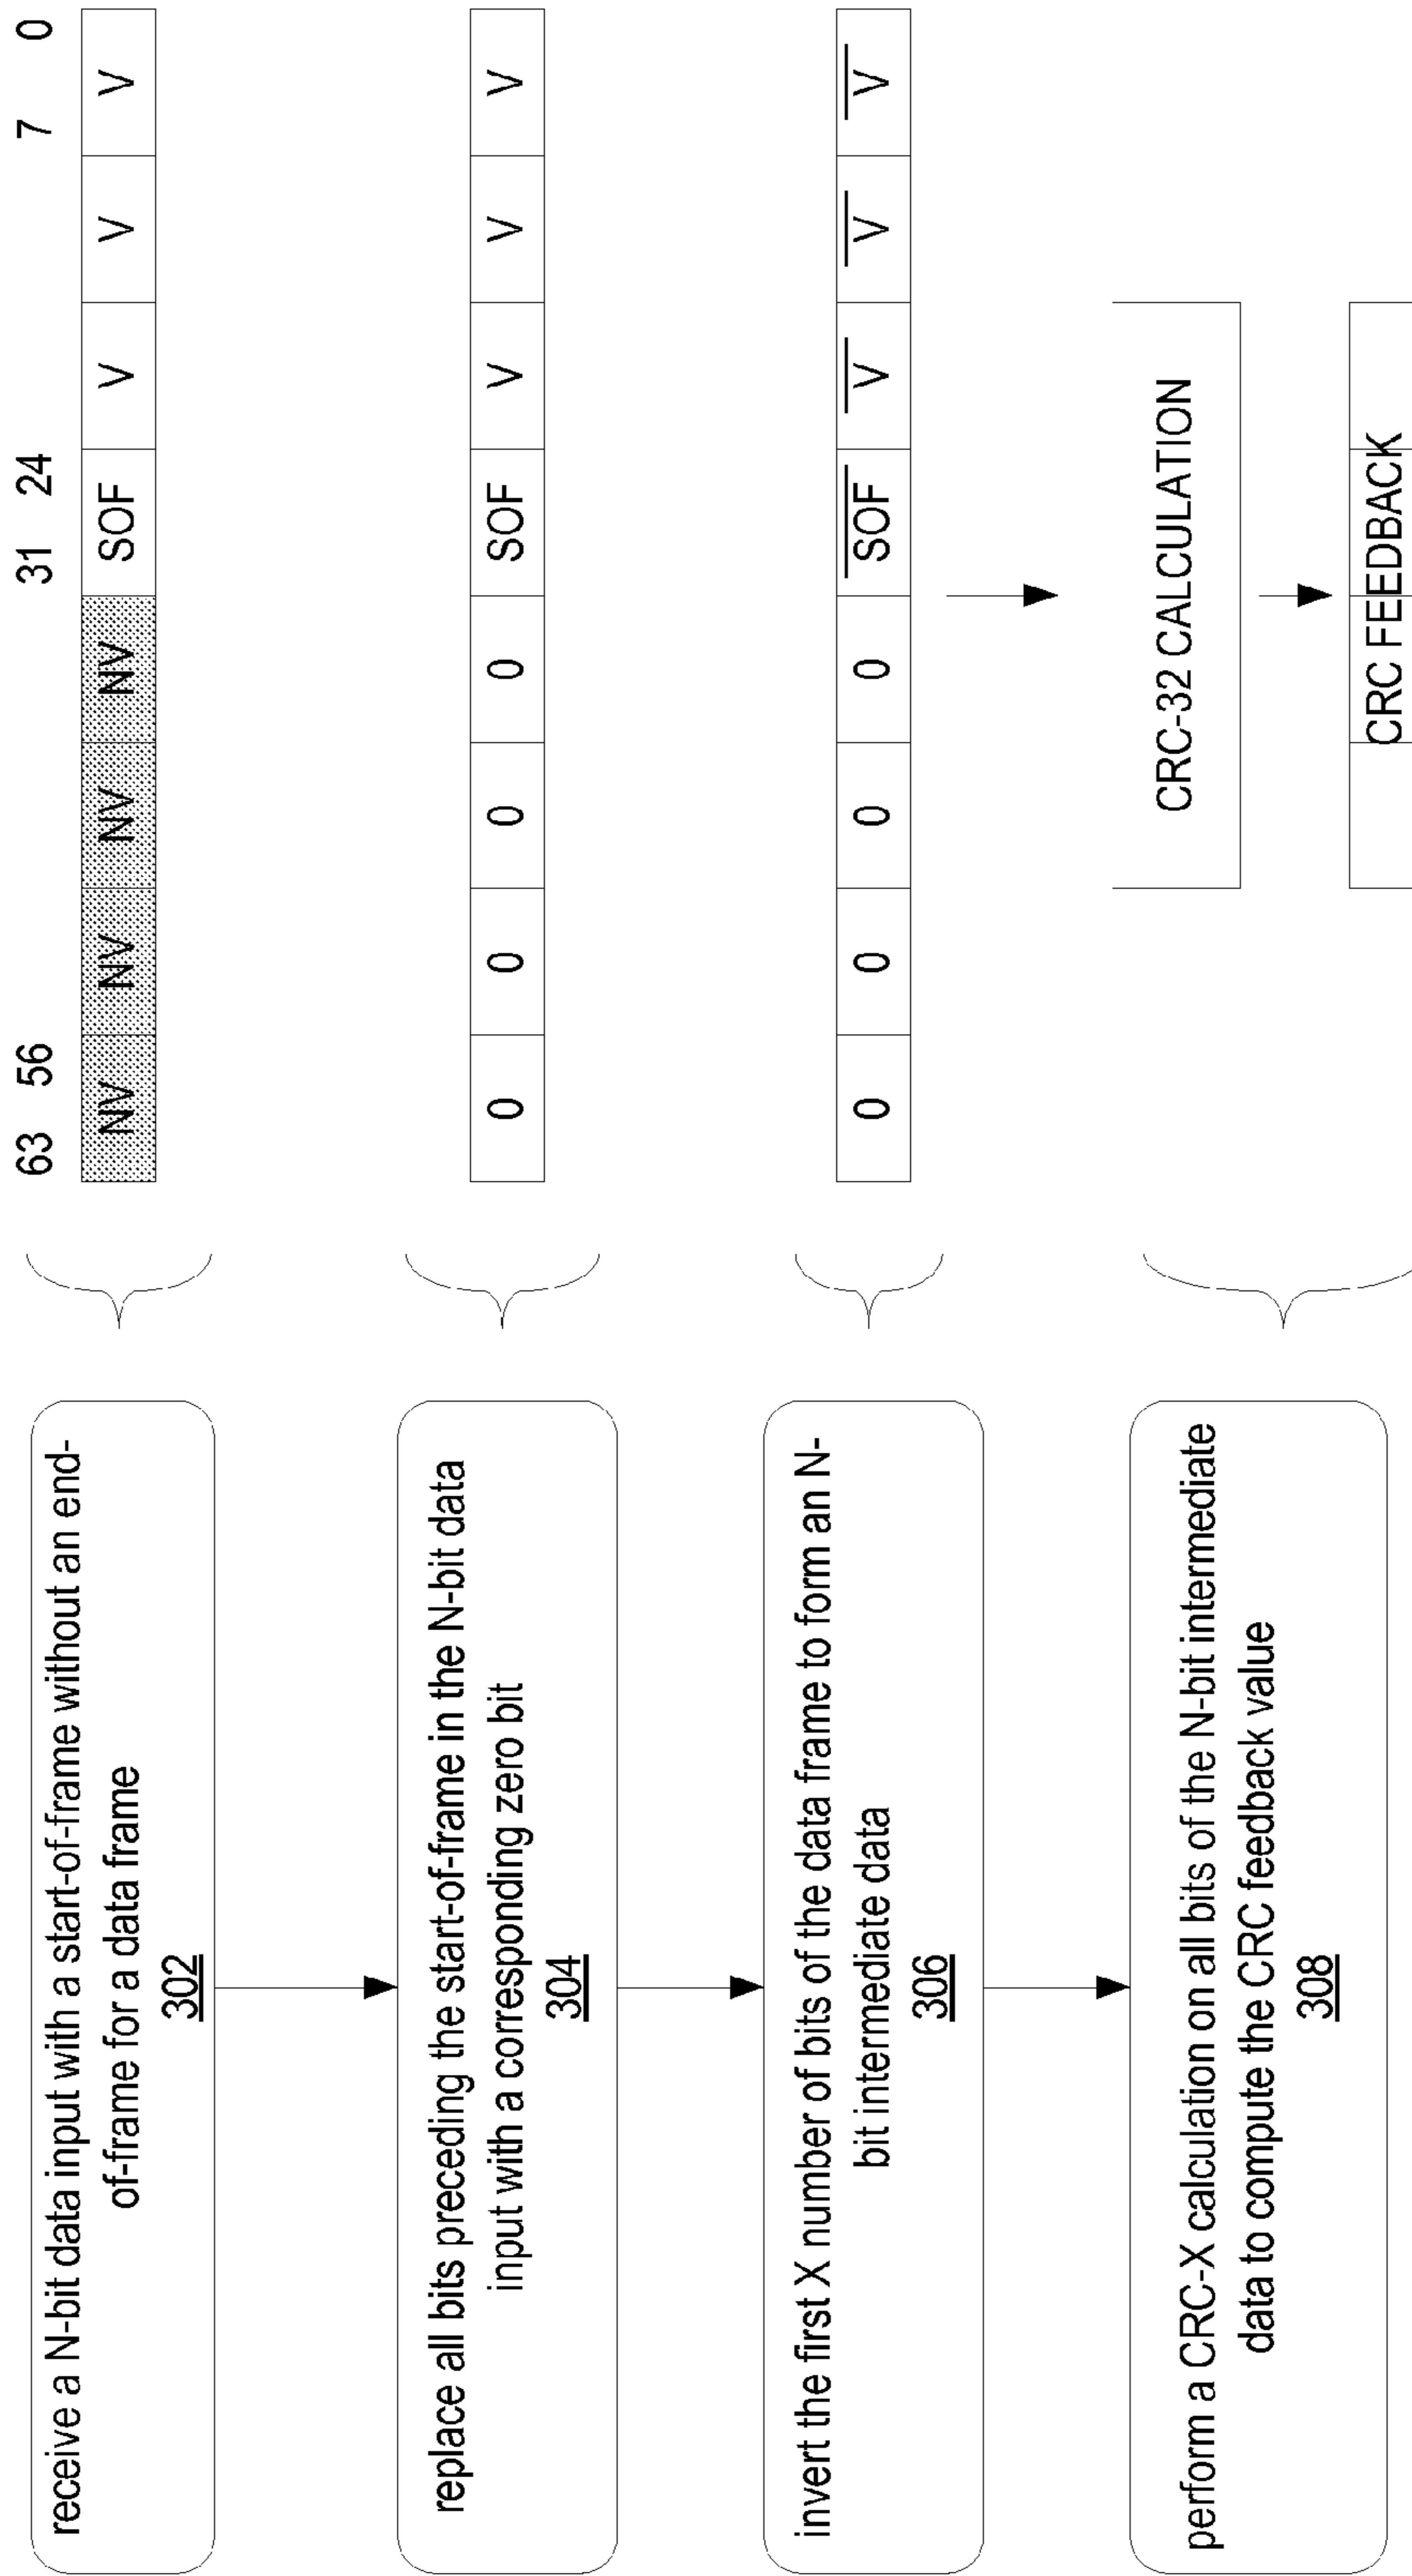 receive a N-bit data input with a start-of-frame without an end-
of-frame for a data frame
302
63 56 31 24 7 0
NV NV NV NV SOF V V V
replace all bits preceding the start-of-frame in the N-bit data
input with a corresponding zero bit
304
0 0 0 0 SOF V V V
invert the first X number of bits of the data frame to form an N-
bit intermediate data
306
0 0 0 0 S̅O̅F̅ V̅ V̅ V̅
perform a CRC-X calculation on all bits of the N-bit intermediate
data to compute the CRC feedback value
308
CRC-32 CALCULATION
CRC FEEDBACK